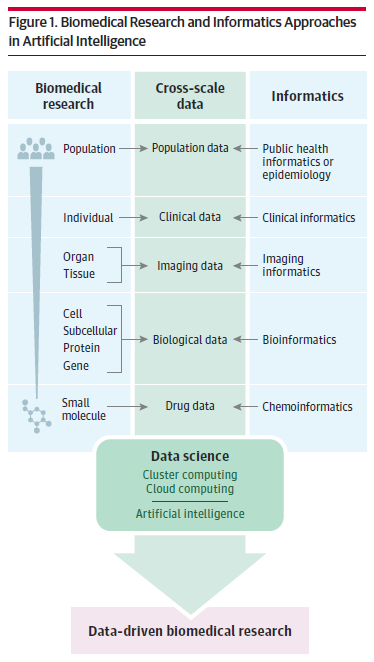 Figure 1. Biomedical Research and Informatics Approaches
in Artificial Intelligence
Biomedical
research
Cross-scale
data
Informatics
Population
Population data
Public health
informatics or
epidemiology
Individual
Clinical data
Clinical informatics
Organ
Tissue
Imaging data
Imaging
informatics
Cell
Subcellular
Protein
Gene
Biological data
Bioinformatics
Small
molecule
Drug data
Chemoinformatics
Data science
Cluster computing
Cloud computing
Artificial intelligence
Data-driven biomedical research